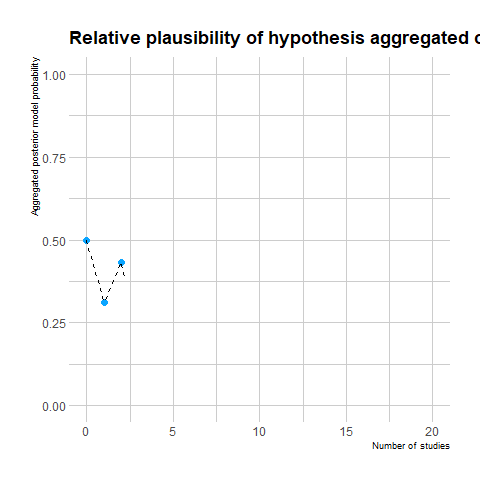 Relative plausibility of hypothesis aggregated o
Aggregated posterior model probability
1.00
0.75
0.50
0.25
0.00
0 5 10 15 20
Number of studies